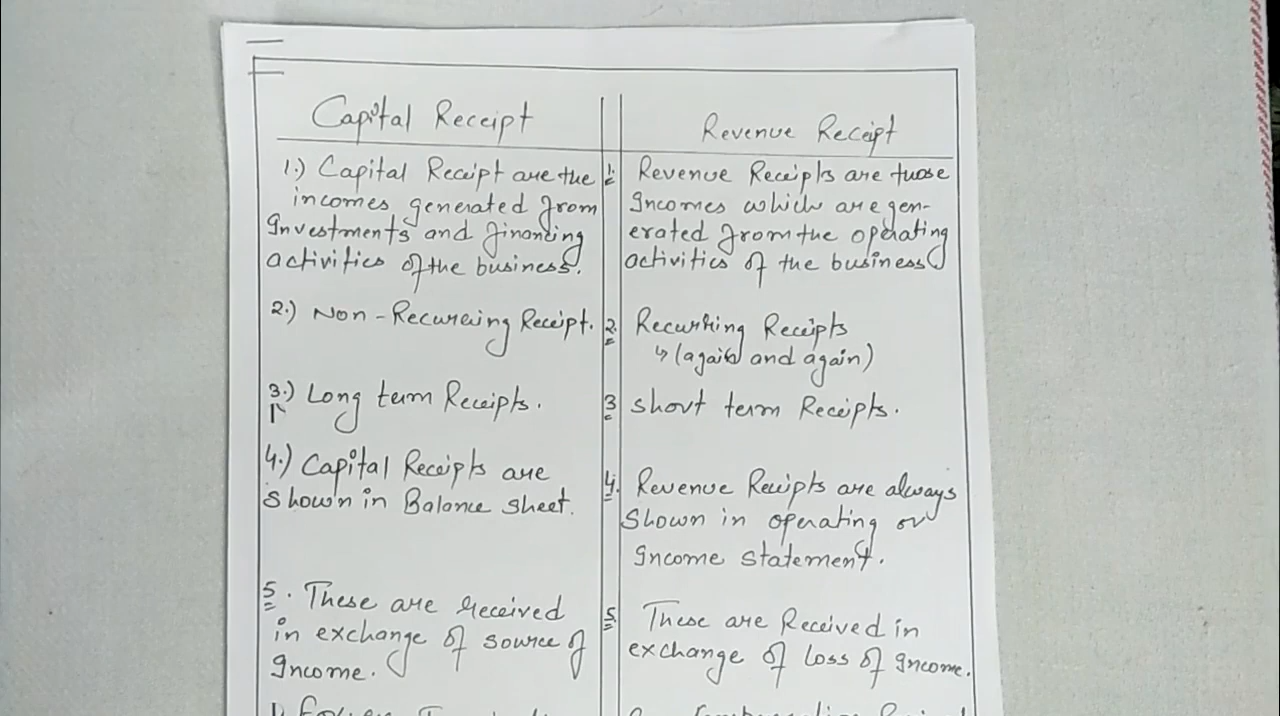 Capital Receipt
1.) Capital Receipt are the
incomes generated from
Investments and financing
activities of the business.
2.) Non-Recurring Receipt.
3.) Long term Receipts.
4.) Capital Receipts are
shown in Balance sheet.
5. These are received
in exchange of source of
Income.
Revenue Receipt
1. Revenue Receipts are those
Incomes which are gen-
erated from the operating
activities of the business
2. Recurring Receipts
↳ (again and again)
3 short term Receipts.
4. Revenue Receipts are always
Shown in operating or
Income statement.
5. These are Received in
exchange of loss of Income.